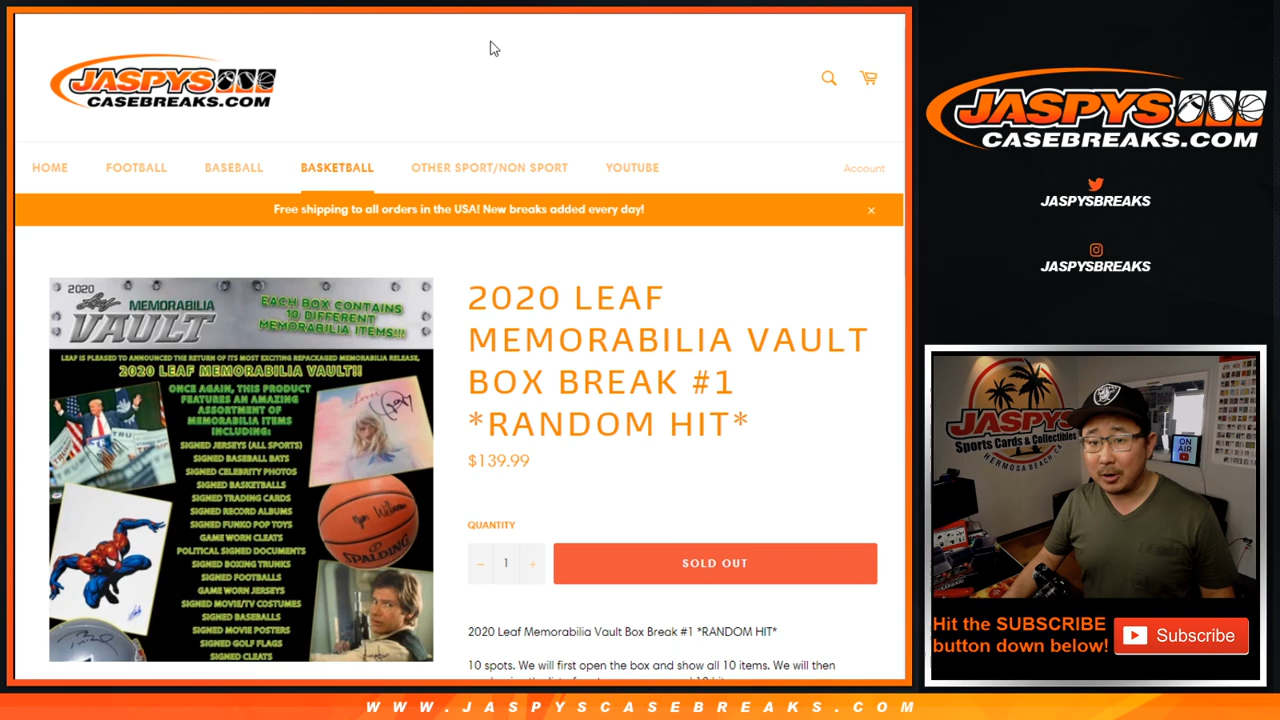 JASPYS
CASEBREAKS.COM
HOME
FOOTBALL
BASEBALL
BASKETBALL
OTHER SPORT/NON SPORT
YOUTUBE
Account
Free shipping to all orders in the USA! New breaks added every day!
2020
Leaf MEMORABILIA
VAULT
EACH BOX CONTAINS
10 DIFFERENT
MEMORABILIA ITEMS!!!
LEAF IS PLEASED TO ANNOUNCED THE RETURN OF ITS MOST EXCITING REPACKAGED MEMORABILIA RELEASE,
2020 LEAF MEMORABILIA VAULT!!
ONCE AGAIN, THIS PRODUCT
FEATURES AN AMAZING
ASSORTMENT OF
MEMORABILIA ITEMS
INCLUDING:
SIGNED JERSEYS (ALL SPORTS)
SIGNED BASEBALL BATS
SIGNED CELEBRITY PHOTOS
SIGNED BASKETBALLS
SIGNED TRADING CARDS
SIGNED RECORD ALBUMS
SIGNED FUNKO POP TOYS
GAME WORN CLEATS
POLITICAL SIGNED DOCUMENTS
SIGNED BOXING TRUNKS
SIGNED FOOTBALLS
GAME WORN JERSEYS
SIGNED MOVIE/TV COSTUMES
SIGNED BASEBALLS
SIGNED MOVIE POSTERS
SIGNED GOLF FLAGS
SIGNED CLEATS
SPALDING
2020 LEAF
MEMORABILIA VAULT
BOX BREAK #1
*RANDOM HIT*
$139.99
QUANTITY
− 1 +
SOLD OUT
2020 Leaf Memorabilia Vault Box Break #1 *RANDOM HIT*
10 spots. We will first open the box and show all 10 items. We will then
JASPYS
CASEBREAKS.COM
JASPYSBREAKS
JASPYSBREAKS
JASPYS
Sports Cards & Collectibles
HERMOSA BEACH, CA
RAIDERS
ON
AIR
Hit the SUBSCRIBE
button down below!
Subscribe
WWW.JASPYSCASEBREAKS.COM